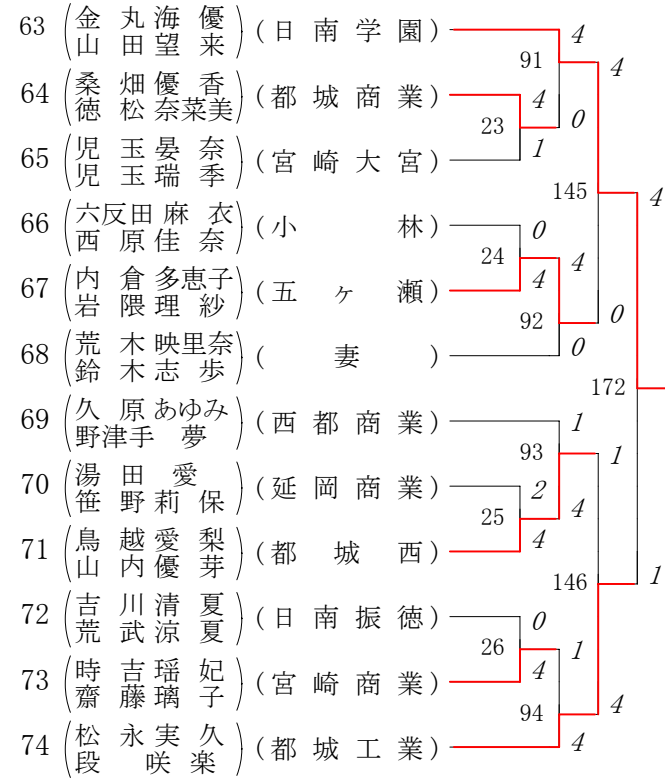 63 (金 丸 海 優 山 田 望 来) (日 南 学 園) 4
91 4
64 (桑 畑 優 香 徳 松 奈菜美) (都 城 商 業) 4 0
23
65 (児 玉 晏 奈 児 玉 瑞 季) (宮 崎 大 宮) 1
145 4
66 (六反田 麻 衣 西 原 佳 奈) (小 林) 0
24 4
67 (内 倉 多恵子 岩 隈 理 紗) (五 ヶ 瀬) 4
92 0
68 (荒 木 映里奈 鈴 木 志 歩) (妻) 0
172
69 (久 原 あゆみ 野津手 夢) (西 都 商 業) 1
93 1
70 (湯 田 愛 笹 野 莉 保) (延 岡 商 業) 2
25 4
71 (鳥 越 愛 梨 山 内 優 芽) (都 城 西) 4
146 1
72 (吉 川 清 夏 荒 武 涼 夏) (日 南 振 徳) 0
26 1
73 (時 吉 瑶 妃 齋 藤 璃 子) (宮 崎 商 業) 4
94 4
74 (松 永 実 久 段 咲 楽) (都 城 工 業) 4